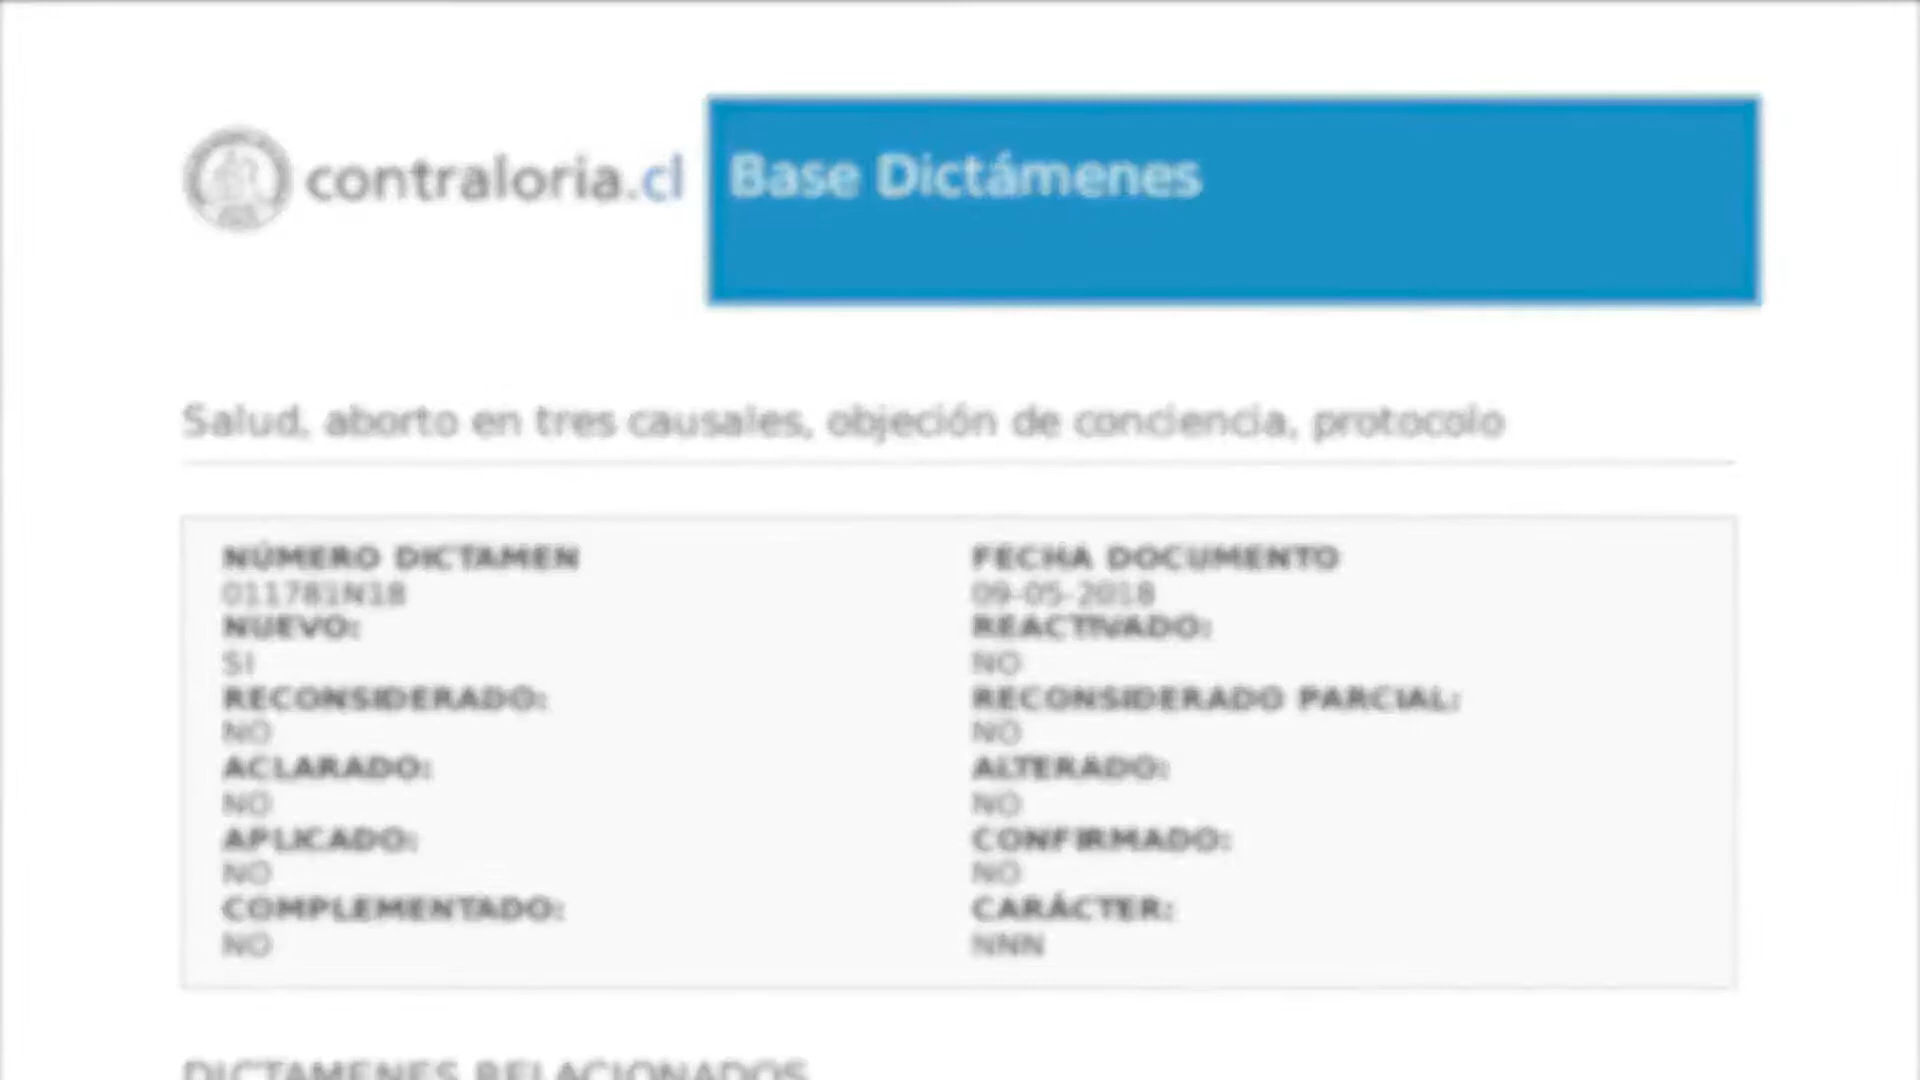 contraloria.cl
Base Dictámenes
Salud, aborto en tres causales, objeción de conciencia, protocolo
NÚMERO DICTAMEN
011781N18
NUEVO:
SI
RECONSIDERADO:
NO
ACLARADO:
NO
APLICADO:
NO
COMPLEMENTADO:
NO
FECHA DOCUMENTO
09-05-2018
REACTIVADO:
NO
RECONSIDERADO PARCIAL:
NO
ALTERADO:
NO
CONFIRMADO:
NO
CARÁCTER:
NNN
DICTAMENES RELACIONADOS